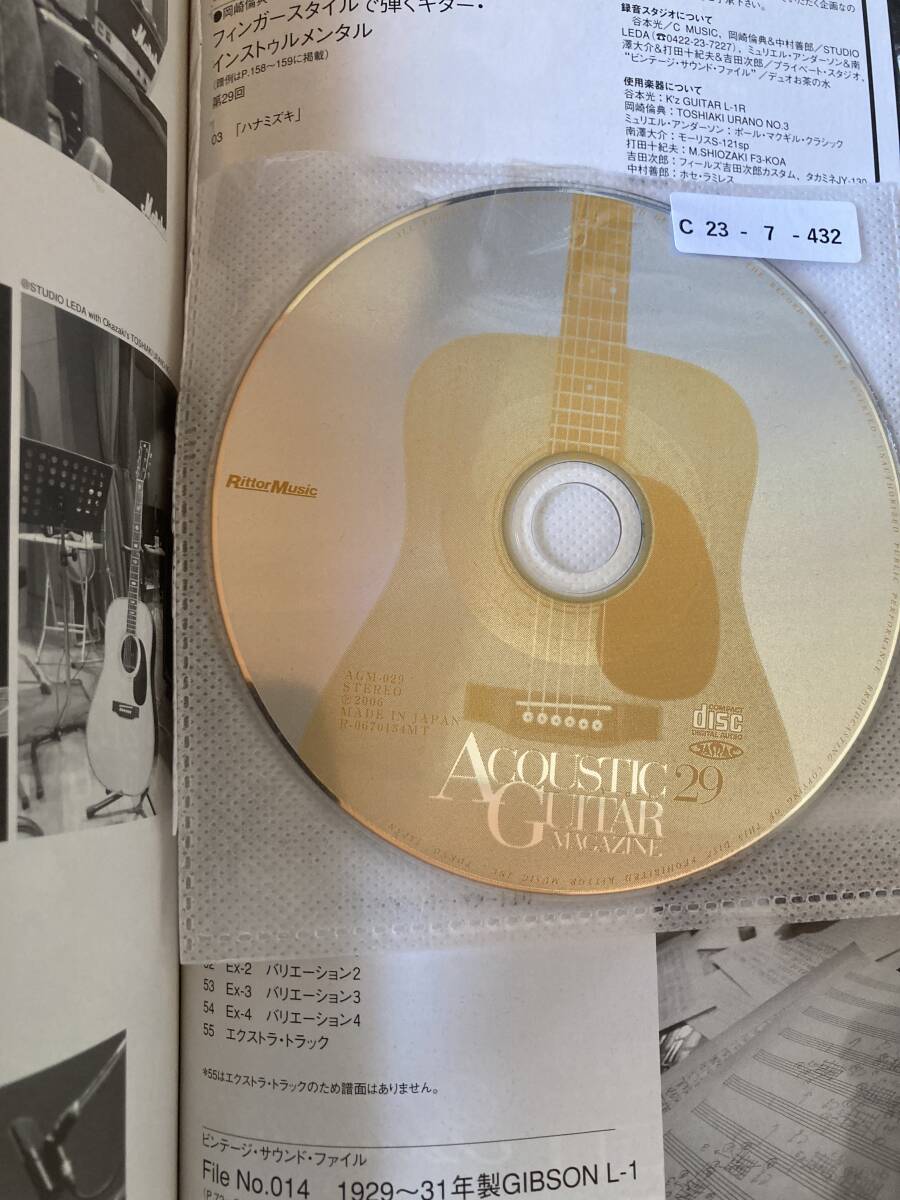 ●岡崎倫典
フィンガースタイルで弾くギター・
インストゥルメンタル
(譜例はP.158〜159に掲載)
第29回
03 「ハナミズキ」
録音スタジオについて
谷本光／C MUSIC、岡崎倫典&中村善郎／STUDIO
LEDA(☎0422-23-7227)、ミュリエル・アンダーソン&南
澤大介&打田十紀夫&吉田次郎／プライベート・スタジオ、
“ビンテージ・サウンド・ファイル”／デュオお茶の水
使用楽器について
谷本光：K'z GUITAR L-1R
岡崎倫典：TOSHIAKI URANO NO.3
ミュリエル・アンダーソン：ポール・マクギル・クラシック
南澤大介：モーリスS-121sp
打田十紀夫：M.SHIOZAKI F3-KOA
吉田次郎：フィールズ吉田次郎カスタム、タカミネJY-130
中村善郎：ホセ・ラミレス
C 23 - 7 - 432
@STUDIO LEDA with Okazaki's TOSHIAKI
RittorMusic
AGM-029
STEREO
℗2006
MADE IN JAPAN
R-0670454MT
COMPACT
disc
DIGITAL AUDIO
JASRAC
ACOUSTIC
GUITAR
MAGAZINE
29
52 Ex-2 バリエーション2
53 Ex-3 バリエーション3
54 Ex-4 バリエーション4
55 エクストラ・トラック
*55はエクストラ・トラックのため譜面はありません。
ビンテージ・サウンド・ファイル
File No.014 1929〜31年製GIBSON L-1